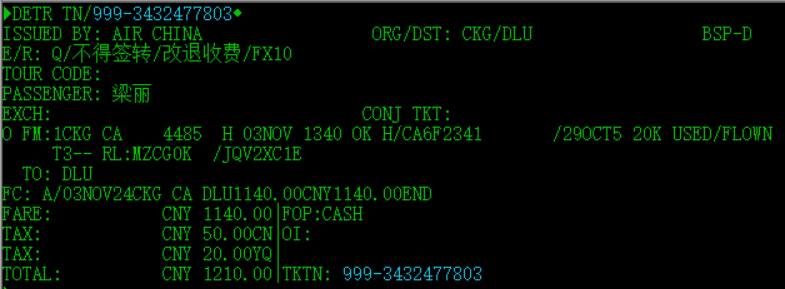 ▶DETR TN/999-3432477803◆
ISSUED BY: AIR CHINA ORG/DST: CKG/DLU BSP-D
E/R: Q/不得签转/改退收费/FX10
TOUR CODE:
PASSENGER: 梁丽
EXCH: CONJ TKT:
O FM:1CKG CA 4485 H 03NOV 1340 OK H/CA6F2341 /29OCT5 20K USED/FLOWN
T3-- RL:MZCG0K /JQV2XC1E
TO: DLU
FC: A/03NOV24CKG CA DLU1140.00CNY1140.00END
FARE: CNY 1140.00|FOP:CASH
TAX: CNY 50.00CN|OI:
TAX: CNY 20.00YQ|
TOTAL: CNY 1210.00|TKTN: 999-3432477803